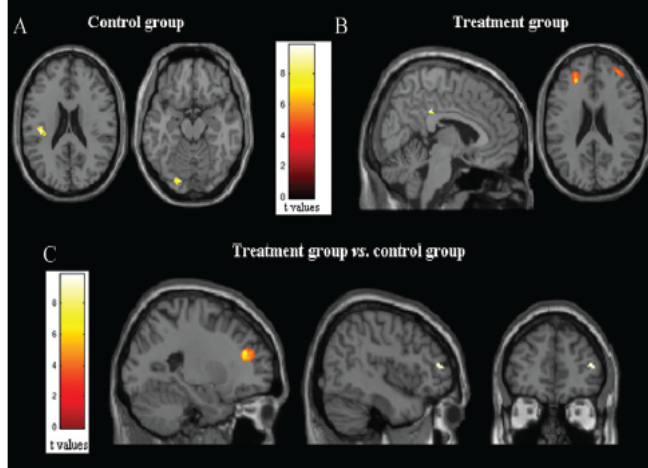 A
Control group
B
Treatment group
8
6
4
2
0
t values
C
Treatment group vs. control group
8
6
4
2
0
t values